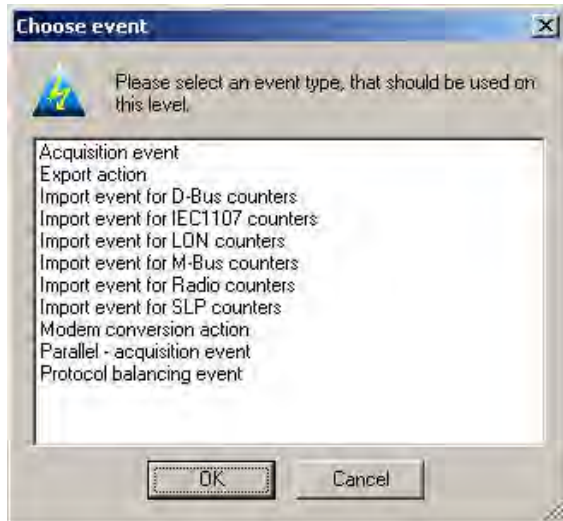 Choose event
Please select an event type, that should be used on
this level.
Acquisition event
Export action
Import event for D-Bus counters
Import event for IEC1107 counters
Import event for LON counters
Import event for M-Bus counters
Import event for Radio counters
Import event for SLP counters
Modem conversion action
Parallel - acquisition event
Protocol balancing event
OK
Cancel